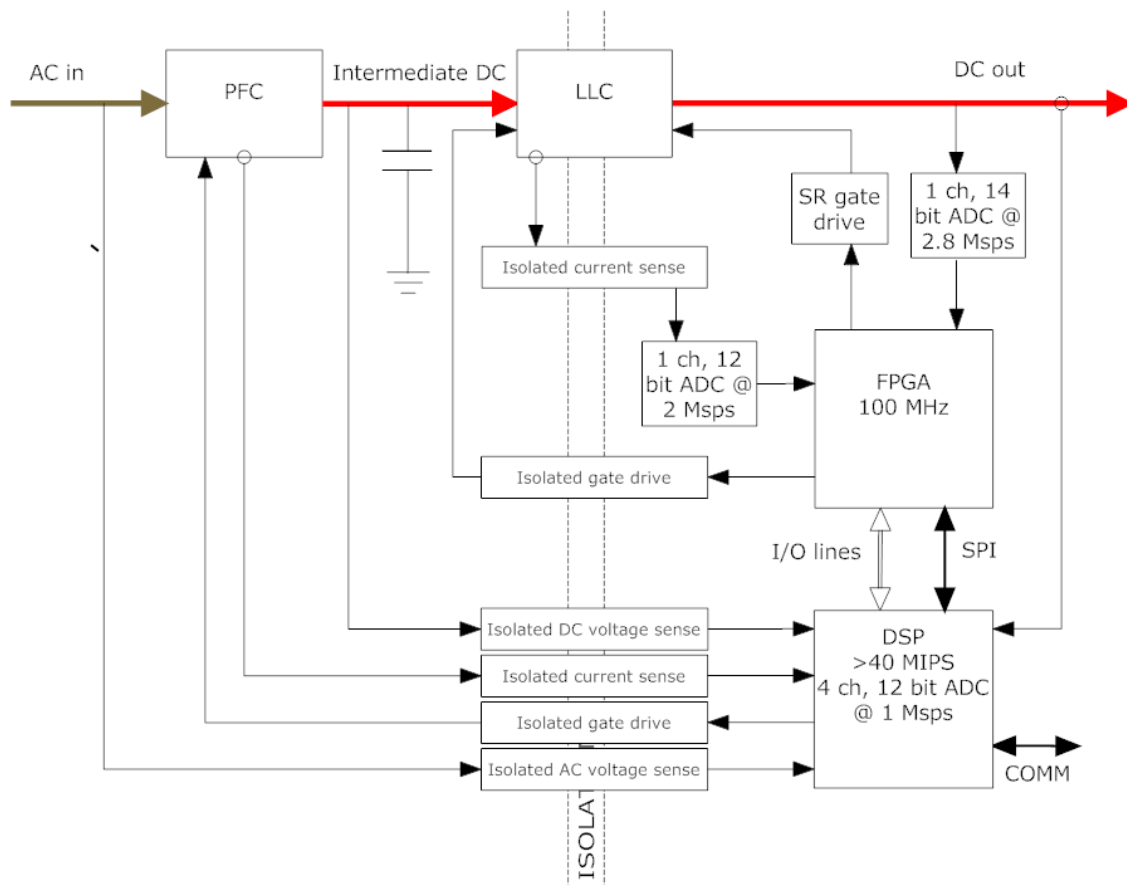 AC in
PFC
Intermediate DC
LLC
DC out
SR gate
drive
1 ch, 14
bit ADC @
2.8 Msps
Isolated current sense
1 ch, 12
bit ADC @
2 Msps
FPGA
100 MHz
Isolated gate drive
I/O lines
SPI
Isolated DC voltage sense
Isolated current sense
Isolated gate drive
Isolated AC voltage sense
DSP
>40 MIPS
4 ch, 12 bit ADC
@ 1 Msps
COMM
ISOLAT